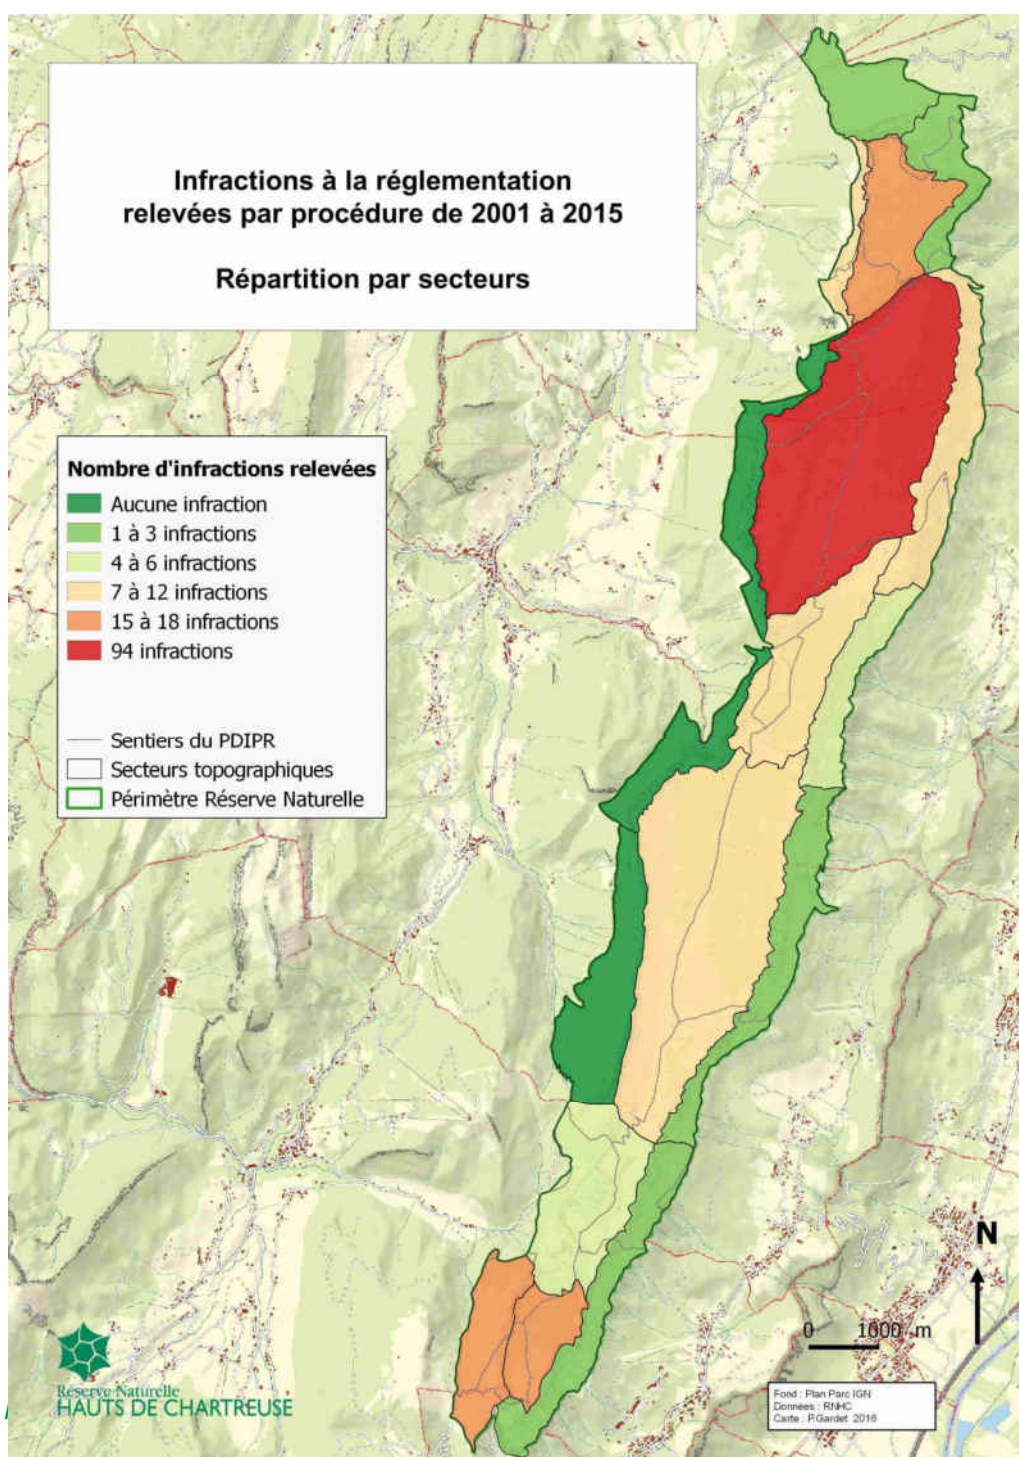 Infractions à la réglementation
relevées par procédure de 2001 à 2015
Répartition par secteurs
Nombre d'infractions relevées
Aucune infraction
1 à 3 infractions
4 à 6 infractions
7 à 12 infractions
15 à 18 infractions
94 infractions
Sentiers du PDIPR
Secteurs topographiques
Périmètre Réserve Naturelle
N
0 1000 m
Réserve Naturelle
HAUTS DE CHARTREUSE
Fond : Plan Parc IGN
Données : RNHC
Carte : P.Gardet 2016